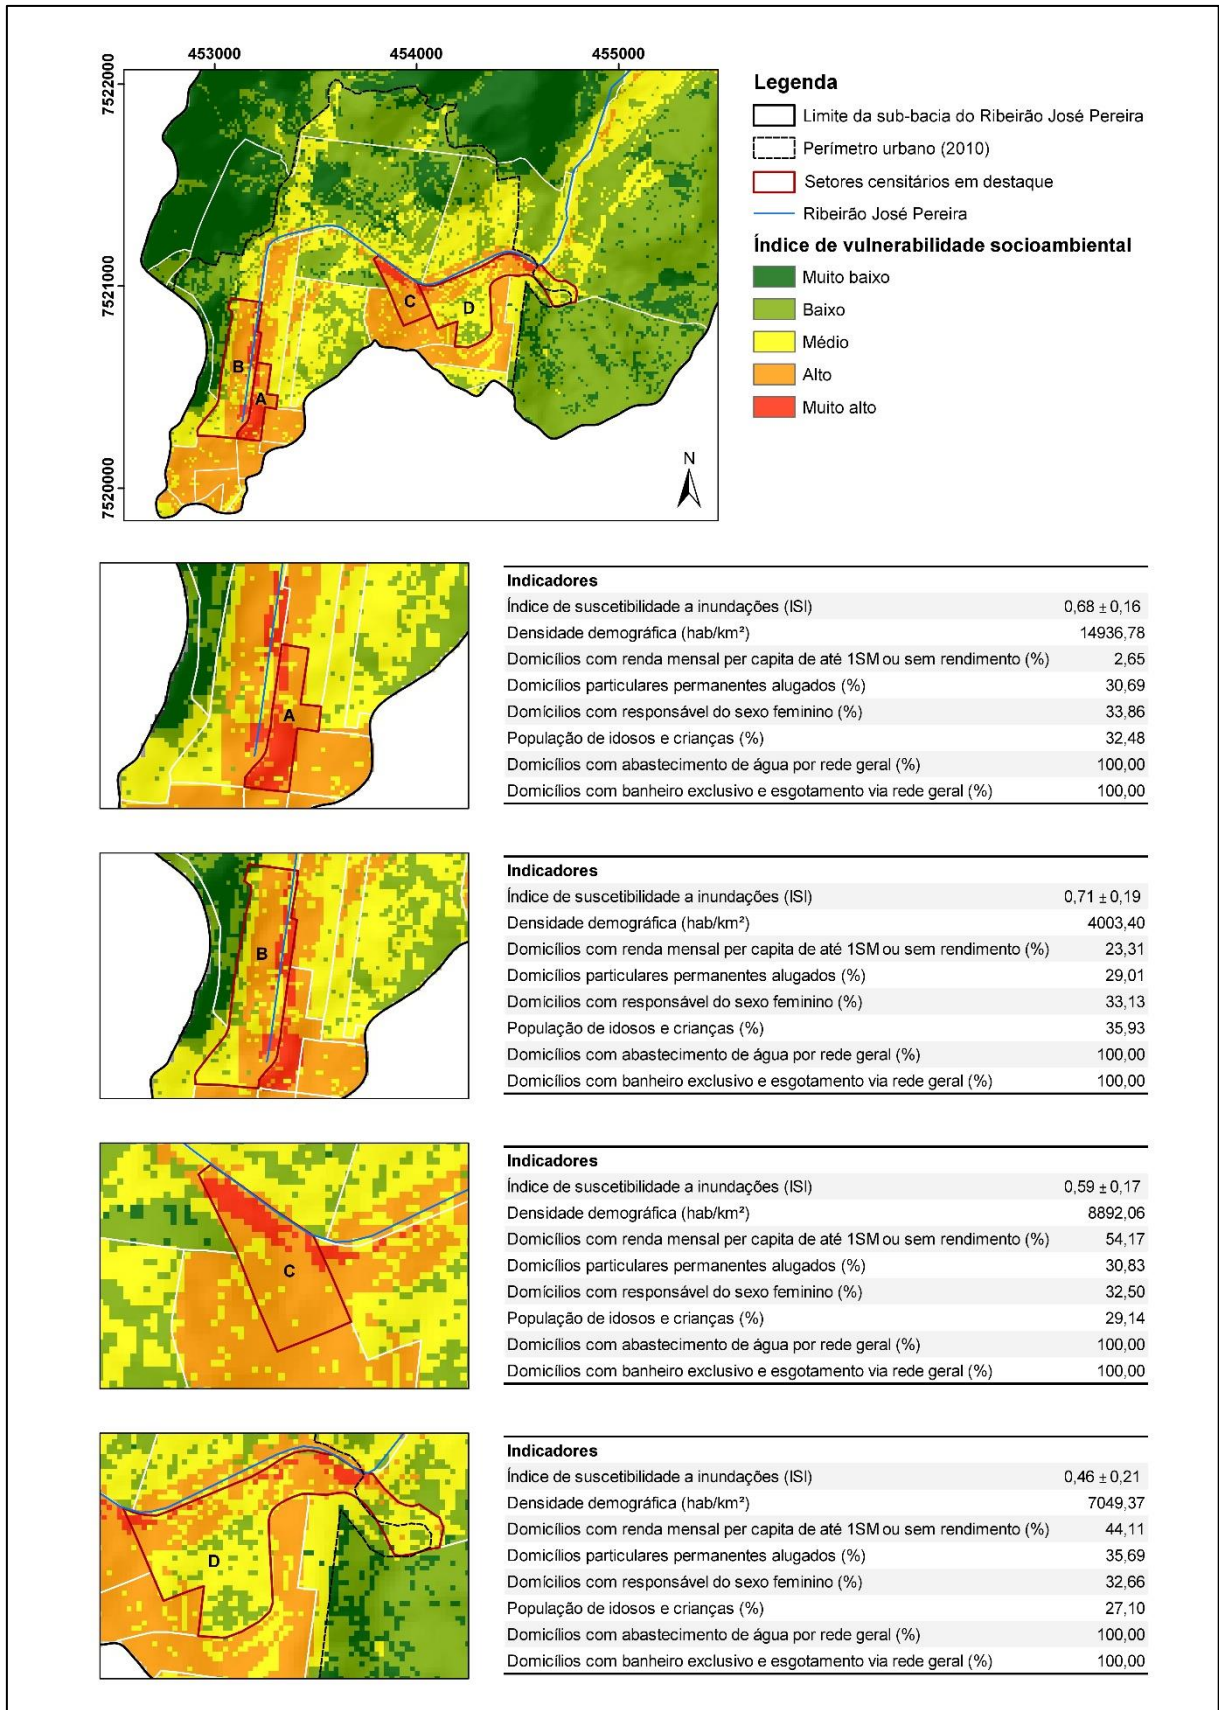 453000 454000 455000
7522000
7521000
7520000
C
D
B
A
N
Legenda
Limite da sub-bacia do Ribeirão José Pereira
Perímetro urbano (2010)
Setores censitários em destaque
Ribeirão José Pereira
Índice de vulnerabilidade socioambiental
Muito baixo
Baixo
Médio
Alto
Muito alto
A
Indicadores
Índice de suscetibilidade a inundações (ISI) 0,68 ± 0,16
Densidade demográfica (hab/km²) 14936,78
Domicílios com renda mensal per capita de até 1SM ou sem rendimento (%) 2,65
Domicílios particulares permanentes alugados (%) 30,69
Domícilios com responsável do sexo feminino (%) 33,86
População de idosos e crianças (%) 32,48
Domicílios com abastecimento de água por rede geral (%) 100,00
Domicílios com banheiro exclusivo e esgotamento via rede geral (%) 100,00
B
Indicadores
Índice de suscetibilidade a inundações (ISI) 0,71 ± 0,19
Densidade demográfica (hab/km²) 4003,40
Domicílios com renda mensal per capita de até 1SM ou sem rendimento (%) 23,31
Domicílios particulares permanentes alugados (%) 29,01
Domícilios com responsável do sexo feminino (%) 33,13
População de idosos e crianças (%) 35,93
Domicílios com abastecimento de água por rede geral (%) 100,00
Domicílios com banheiro exclusivo e esgotamento via rede geral (%) 100,00
C
Indicadores
Índice de suscetibilidade a inundações (ISI) 0,59 ± 0,17
Densidade demográfica (hab/km²) 8892,06
Domicílios com renda mensal per capita de até 1SM ou sem rendimento (%) 54,17
Domicílios particulares permanentes alugados (%) 30,83
Domícilios com responsável do sexo feminino (%) 32,50
População de idosos e crianças (%) 29,14
Domicílios com abastecimento de água por rede geral (%) 100,00
Domicílios com banheiro exclusivo e esgotamento via rede geral (%) 100,00
D
Indicadores
Índice de suscetibilidade a inundações (ISI) 0,46 ± 0,21
Densidade demográfica (hab/km²) 7049,37
Domicílios com renda mensal per capita de até 1SM ou sem rendimento (%) 44,11
Domicílios particulares permanentes alugados (%) 35,69
Domícilios com responsável do sexo feminino (%) 32,66
População de idosos e crianças (%) 27,10
Domicílios com abastecimento de água por rede geral (%) 100,00
Domicílios com banheiro exclusivo e esgotamento via rede geral (%) 100,00